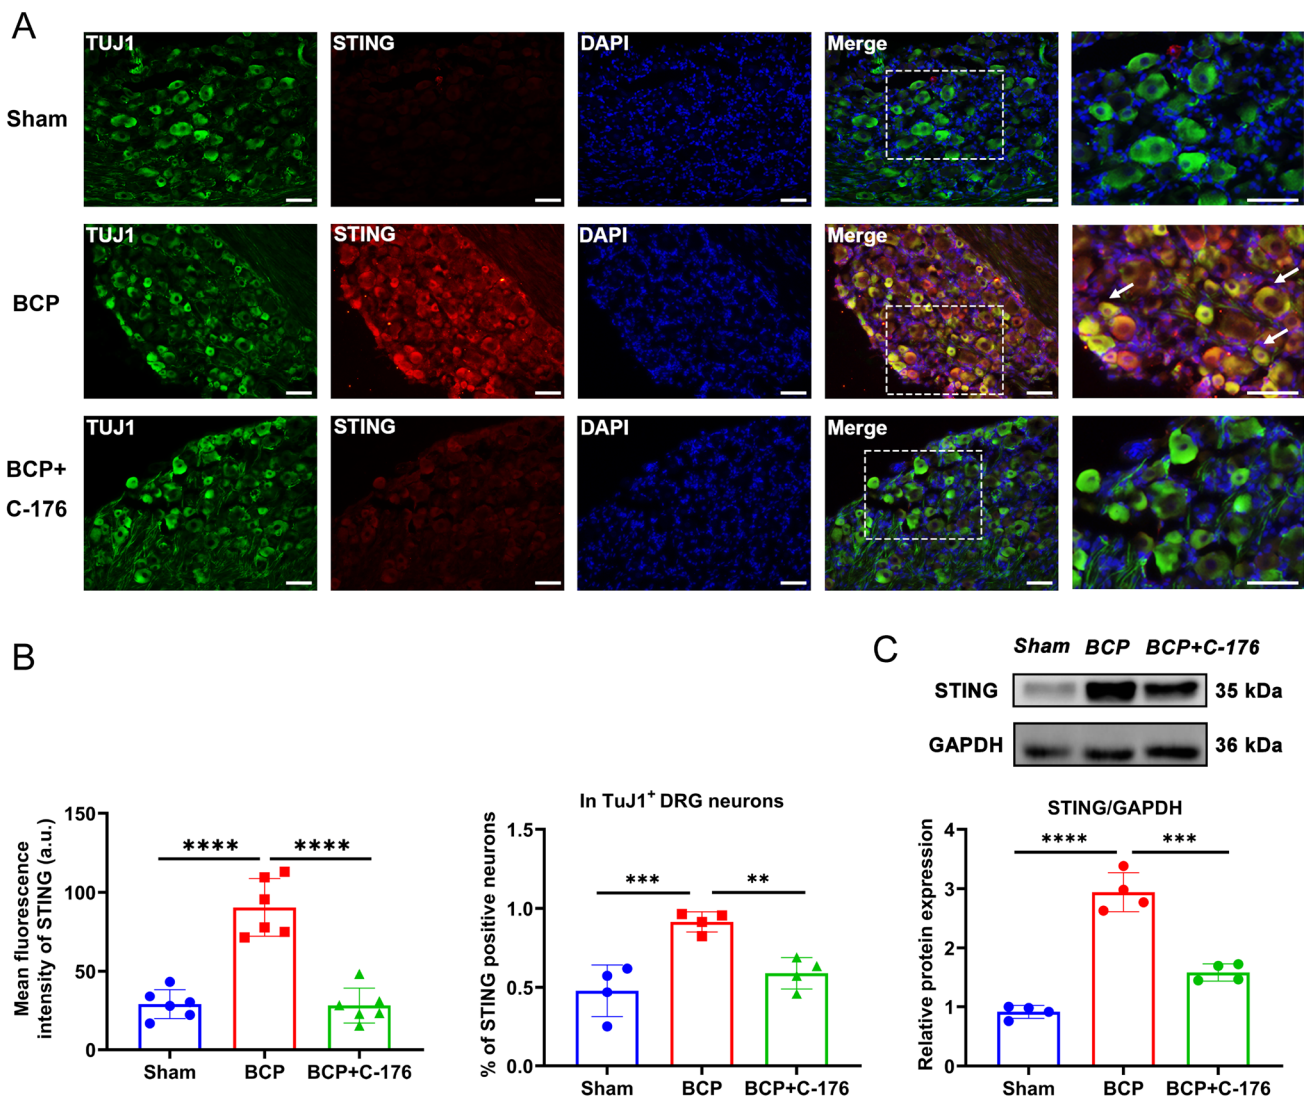 A
TUJ1 STING DAPI Merge
Sham
TUJ1 STING DAPI Merge
BCP
TUJ1 STING DAPI Merge
BCP+
C-176
B
Mean fluorescence
intensity of STING (a.u.)
150
100
50
0
**** ****
Sham BCP BCP+C-176
In TuJ1+ DRG neurons
% of STING positive neurons
1.5
1.0
0.5
0.0
*** **
Sham BCP BCP+C-176
C
Sham BCP BCP+C-176
STING 35 kDa
GAPDH 36 kDa
STING/GAPDH
Relative protein expression
4
3
2
1
0
**** ***
Sham BCP BCP+C-176